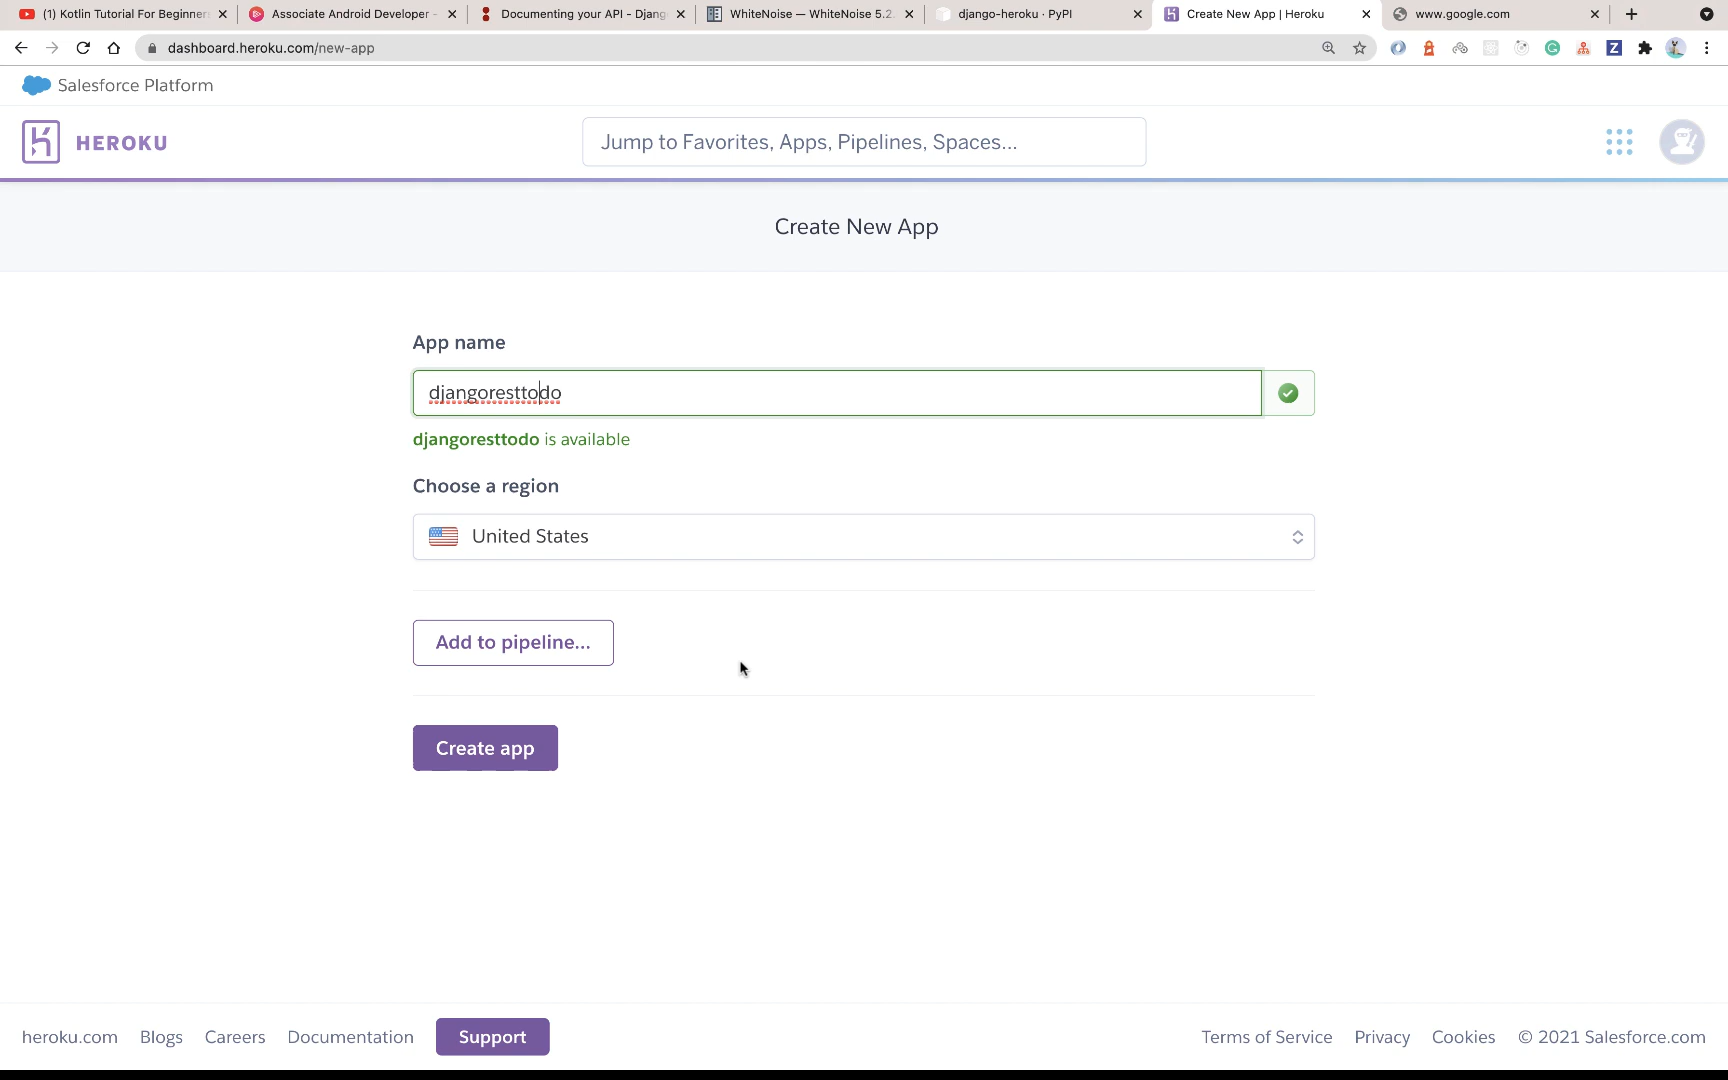 (1) Kotlin Tutorial For Beginner
Associate Android Developer -
Documenting your API - Djang
WhiteNoise — WhiteNoise 5.2.
django-heroku · PyPI
Create New App | Heroku
www.google.com
dashboard.heroku.com/new-app
Salesforce Platform
HEROKU
Jump to Favorites, Apps, Pipelines, Spaces...
Create New App
App name
djangoresttodo
djangoresttodo is available
Choose a region
United States
Add to pipeline...
Create app
heroku.com Blogs Careers Documentation Support Terms of Service Privacy Cookies © 2021 Salesforce.com